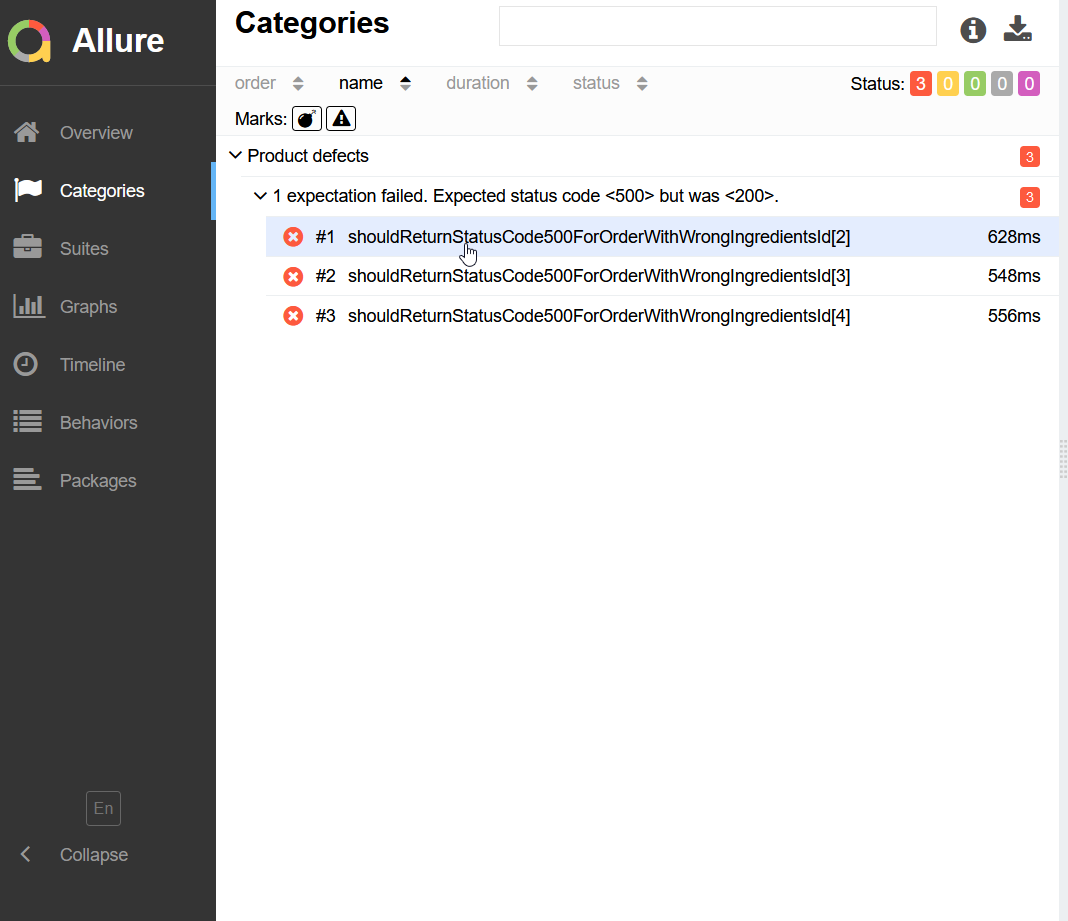 Allure
Overview
Categories
Suites
Graphs
Timeline
Behaviors
Packages
En
Collapse
Categories
order name duration status Status: 3 0 0 0 0
Marks:
Product defects 3
1 expectation failed. Expected status code <500> but was <200>. 3
#1 shouldReturnStatusCode500ForOrderWithWrongIngredientsId[2] 628ms
#2 shouldReturnStatusCode500ForOrderWithWrongIngredientsId[3] 548ms
#3 shouldReturnStatusCode500ForOrderWithWrongIngredientsId[4] 556ms